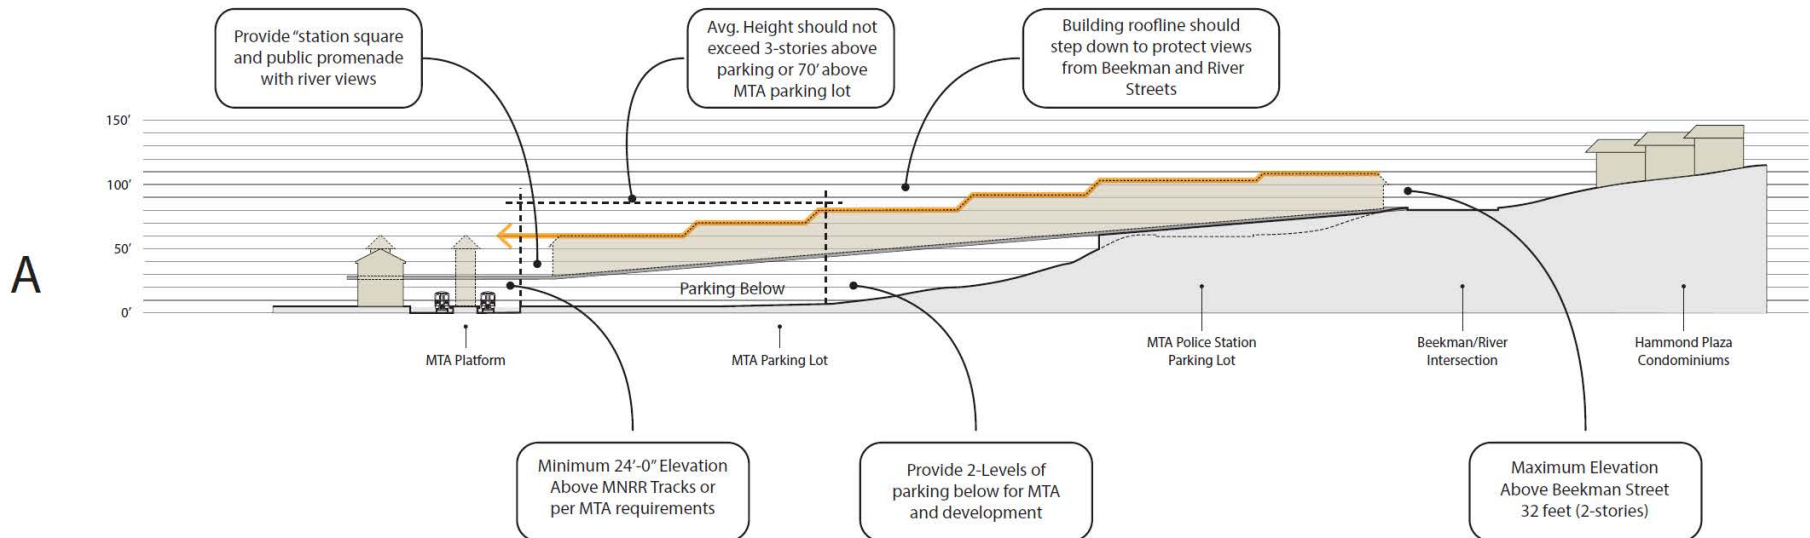 Provide “station square
and public promenade
with river views
Avg. Height should not
exceed 3-stories above
parking or 70' above
MTA parking lot
Building roofline should
step down to protect views
from Beekman and River
Streets
150'
100'
50'
0'
A
Parking Below
MTA Platform
MTA Parking Lot
MTA Police Station
Parking Lot
Beekman/River
Intersection
Hammond Plaza
Condominiums
Minimum 24'-0" Elevation
Above MNRR Tracks or
per MTA requirements
Provide 2-Levels of
parking below for MTA
and development
Maximum Elevation
Above Beekman Street
32 feet (2-stories)